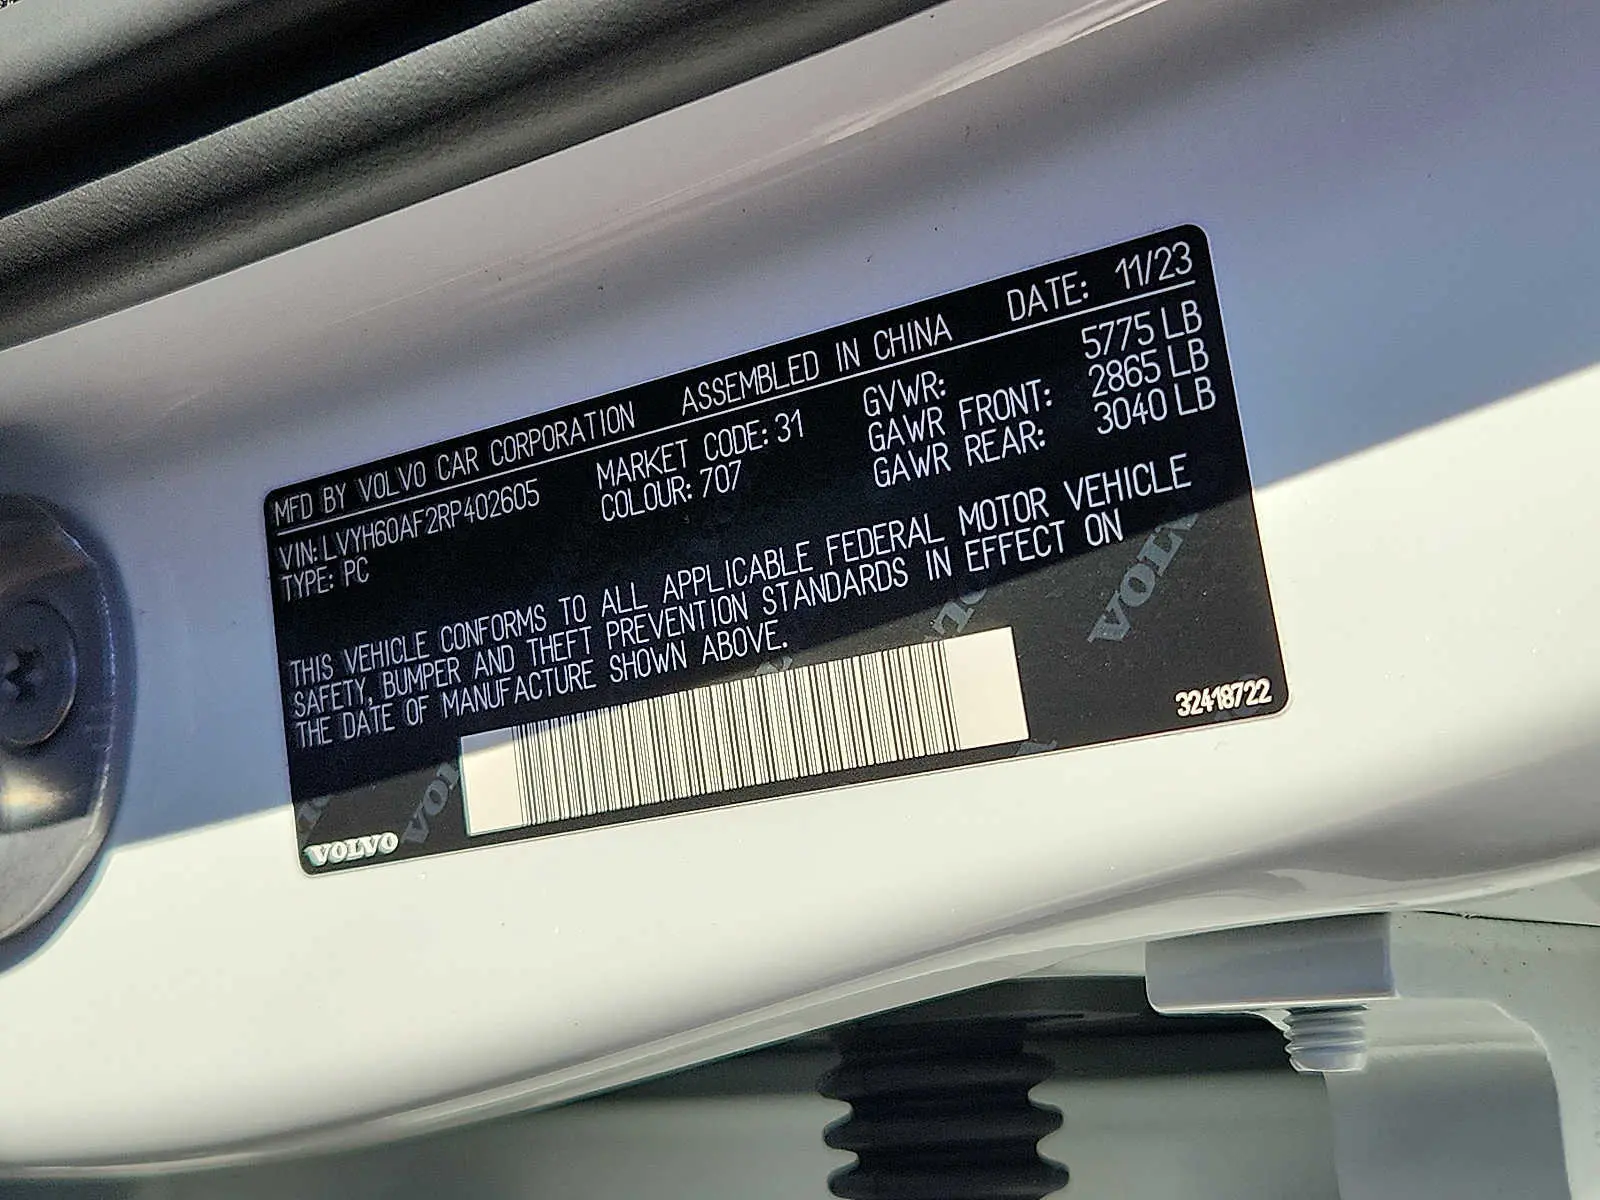 MFD BY VOLVO CAR CORPORATION ASSEMBLED IN CHINA DATE: 11/23
VIN: LVYH60AF2RP402605 MARKET CODE: 31 GVWR: 5775 LB
TYPE: PC COLOUR: 707 GAWR FRONT: 2865 LB
GAWR REAR: 3040 LB
THIS VEHICLE CONFORMS TO ALL APPLICABLE FEDERAL MOTOR VEHICLE
SAFETY, BUMPER AND THEFT PREVENTION STANDARDS IN EFFECT ON
THE DATE OF MANUFACTURE SHOWN ABOVE.
VOLVO
32418722